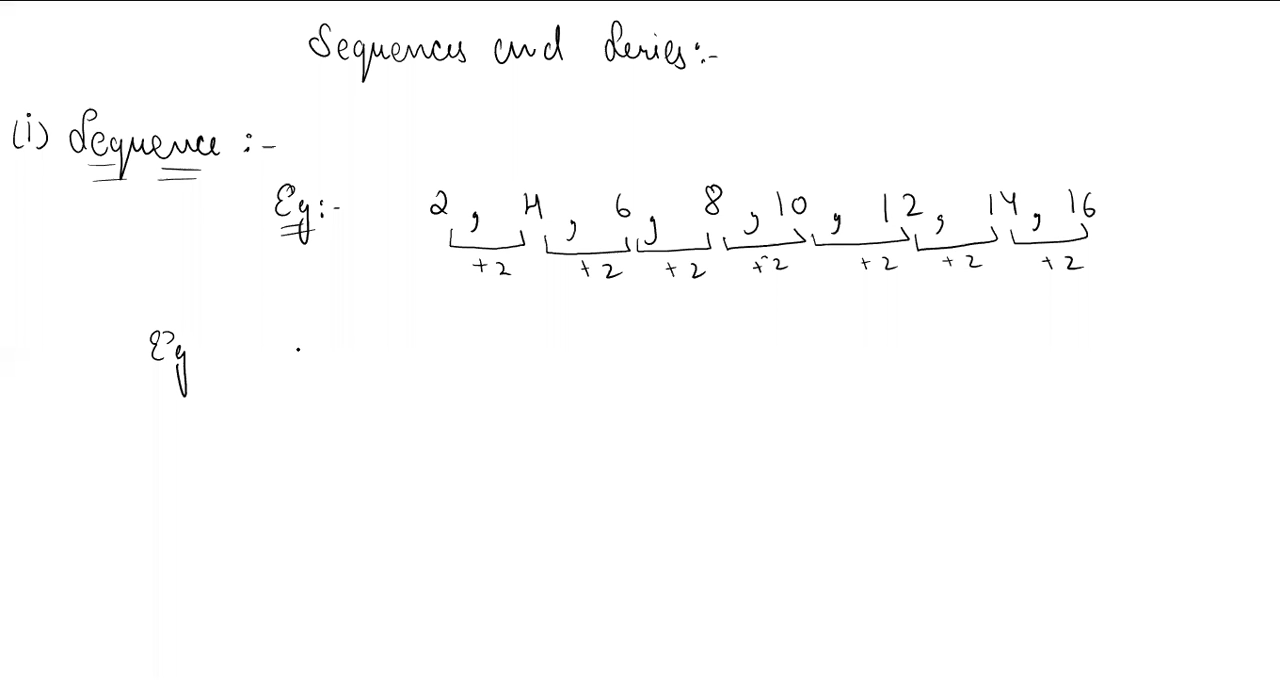 Sequences and Series:-
(i) Sequence :-
Eg:- 2, 4, 6, 8, 10, 12, 14, 16
+2 +2 +2 +2 +2 +2 +2
Eg